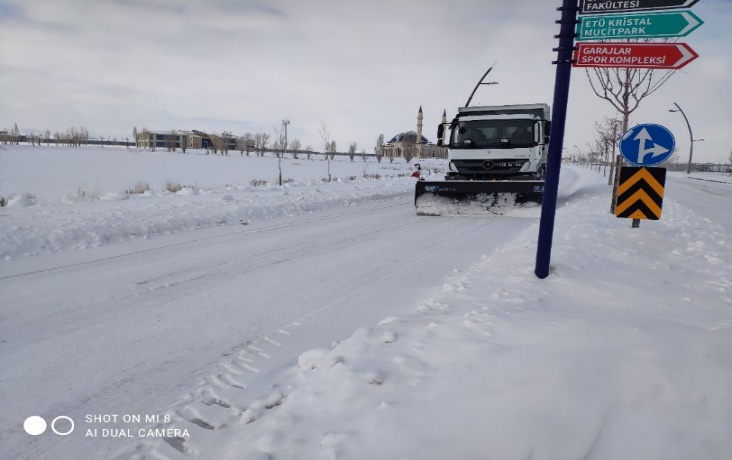 FAKÜLTESİ
ETÜ KRİSTAL
MUCİTPARK
GARAJLAR
SPOR KOMPLEKSİ
SHOT ON MI 8
AI DUAL CAMERA